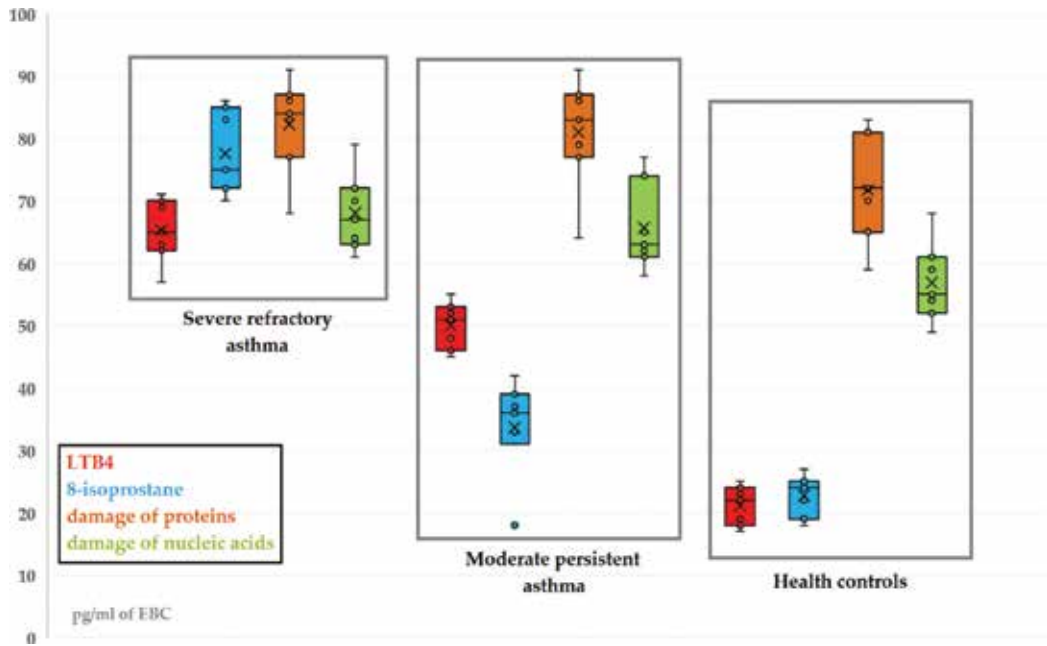 100
90
80
70
60
50
40
30
20
10
0
Severe refractory
asthma
Moderate persistent
asthma
Health controls
LTB4
8-isoprostane
damage of proteins
damage of nucleic acids
pg/ml of EBC